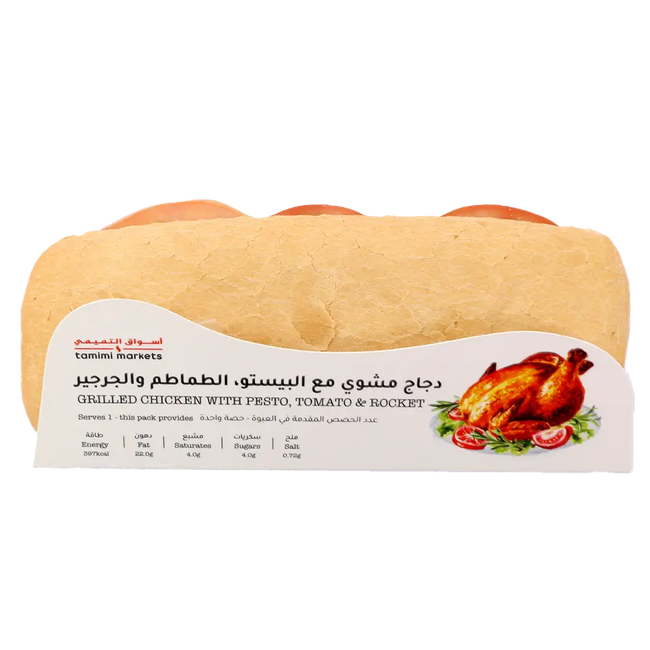 أسواق التميمي
tamimi markets
دجاج مشوي مع البيستو، الطماطم والجرجير
GRILLED CHICKEN WITH PESTO, TOMATO & ROCKET
Serves 1 - this pack provides عدد الحصص المقدمة في العبوة - حصة واحدة
طاقة دهون مشبع سكريات ملح
Energy Fat Saturates Sugars Salt
397kcal 22.0g 4.0g 4.0g 0.72g